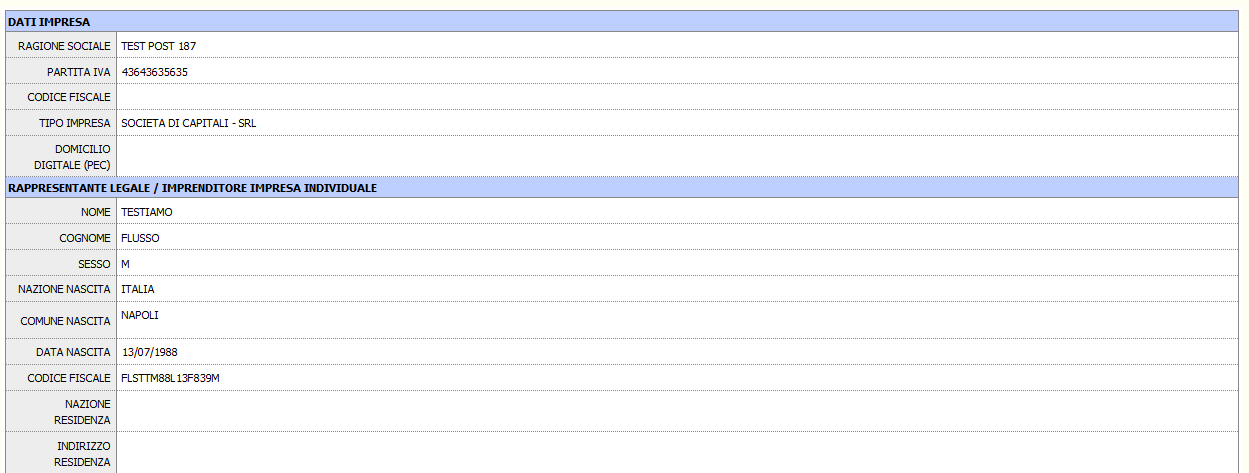 DATI IMPRESA
RAGIONE SOCIALE TEST POST 187
PARTITA IVA 43643635635
CODICE FISCALE
TIPO IMPRESA SOCIETA DI CAPITALI - SRL
DOMICILIO
DIGITALE (PEC)
RAPPRESENTANTE LEGALE / IMPRENDITORE IMPRESA INDIVIDUALE
NOME TESTIAMO
COGNOME FLUSSO
SESSO M
NAZIONE NASCITA ITALIA
COMUNE NASCITA NAPOLI
DATA NASCITA 13/07/1988
CODICE FISCALE FLSTTM88L13F839M
NAZIONE
RESIDENZA
INDIRIZZO
RESIDENZA